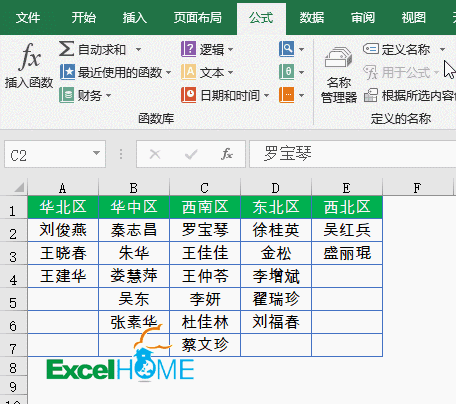 文件 开始 插入 页面布局 公式 数据 审阅 视图
fx 插入函数
Σ 自动求和
最近使用的函数
财务
逻辑
文本
日期和时间
θ
函数库
名称管理器
定义名称
用于公式
根据所选内容
定义的名称
C2 fx 罗宝琴
A B C D E F G
1 华北区 华中区 西南区 东北区 西北区
2 刘俊燕 秦志昌 罗宝琴 徐桂英 吴红兵
3 王晓春 朱华 王佳佳 金松 盛丽琨
4 王建华 娄慧萍 王仲苓 李增斌
5 吴东 李妍 翟瑞珍
6 张素华 杜佳林 刘福春
7 蔡文珍
8
9
ExcelHOME